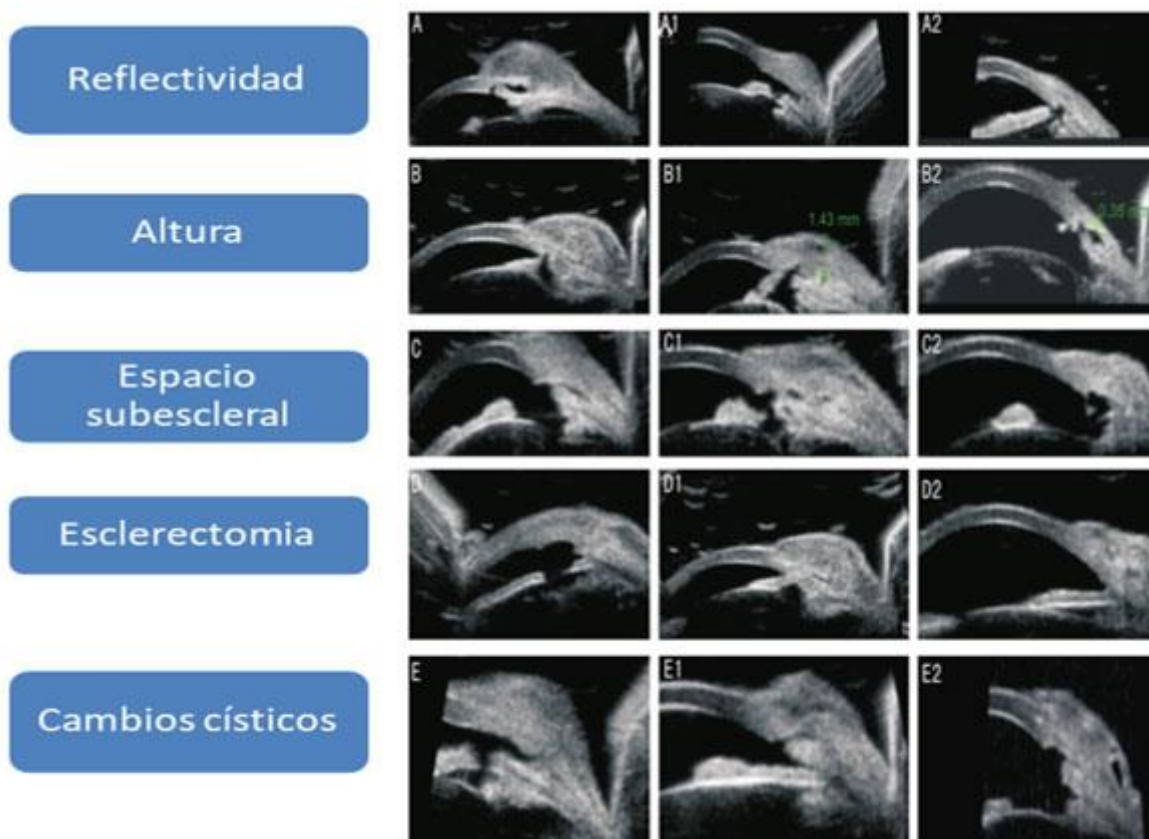 Reflectividad
A
A1
A2
Altura
B
B1
1.43 mm
B2
Espacio
subescleral
C
C1
C2
Esclerectomia
D
D1
D2
Cambios císticos
E
E1
E2